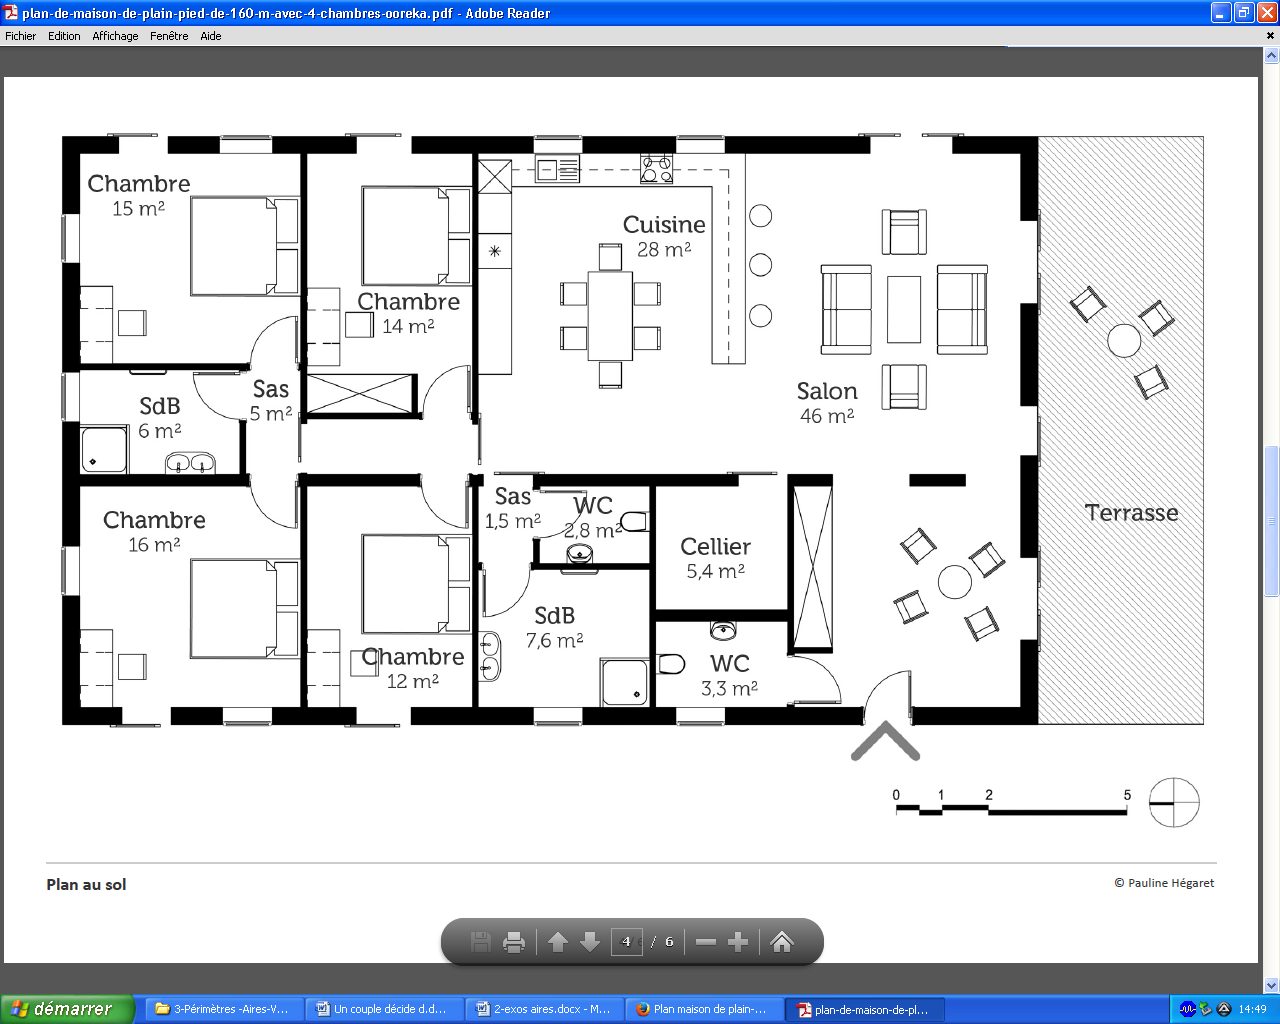 plan-de-maison-de-plain-pied-de-160-m-avec-4-chambres-ooreka.pdf - Adobe Reader
Fichier Edition Affichage Fenêtre Aide
Chambre
15 m²
Chambre
14 m²
Cuisine
28 m²
Salon
46 m²
Sas
5 m²
SdB
6 m²
Chambre
16 m²
Chambre
12 m²
Sas
1,5 m²
WC
2,8 m²
SdB
7,6 m²
Cellier
5,4 m²
WC
3,3 m²
Terrasse
0 1 2 5
Plan au sol
© Pauline Hégaret
4 / 6
démarrer
3-Périmètres -Aires-V...
Un couple décide d.d...
2-exos aires.docx - M...
Plan maison de plain-...
plan-de-maison-de-pl...
14:49